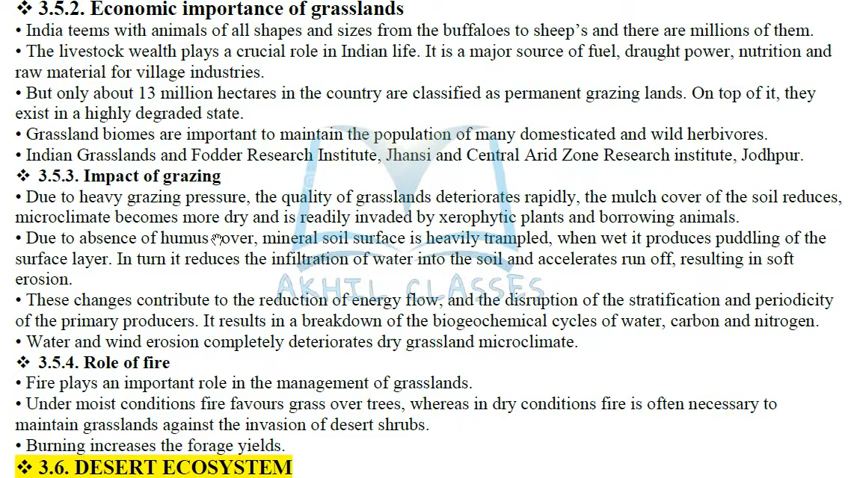 ❖ 3.5.2. Economic importance of grasslands
• India teems with animals of all shapes and sizes from the buffaloes to sheep's and there are millions of them.
• The livestock wealth plays a crucial role in Indian life. It is a major source of fuel, draught power, nutrition and
raw material for village industries.
• But only about 13 million hectares in the country are classified as permanent grazing lands. On top of it, they
exist in a highly degraded state.
• Grassland biomes are important to maintain the population of many domesticated and wild herbivores.
• Indian Grasslands and Fodder Research Institute, Jhansi and Central Arid Zone Research institute, Jodhpur.
❖ 3.5.3. Impact of grazing
• Due to heavy grazing pressure, the quality of grasslands deteriorates rapidly, the mulch cover of the soil reduces,
microclimate becomes more dry and is readily invaded by xerophytic plants and borrowing animals.
• Due to absence of humus cover, mineral soil surface is heavily trampled, when wet it produces puddling of the
surface layer. In turn it reduces the infiltration of water into the soil and accelerates run off, resulting in soft
erosion.
AKHIL CLASSES
• These changes contribute to the reduction of energy flow, and the disruption of the stratification and periodicity
of the primary producers. It results in a breakdown of the biogeochemical cycles of water, carbon and nitrogen.
• Water and wind erosion completely deteriorates dry grassland microclimate.
❖ 3.5.4. Role of fire
• Fire plays an important role in the management of grasslands.
• Under moist conditions fire favours grass over trees, whereas in dry conditions fire is often necessary to
maintain grasslands against the invasion of desert shrubs.
• Burning increases the forage yields.
❖ 3.6. DESERT ECOSYSTEM